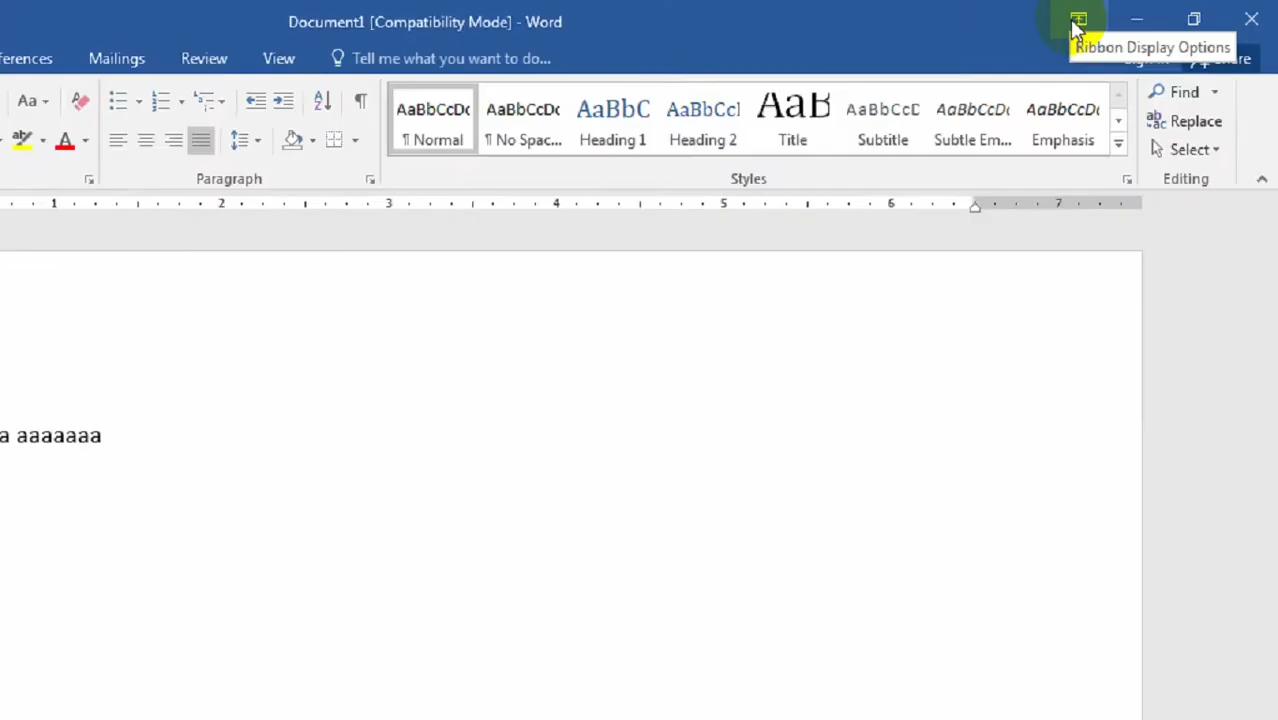 Document1 [Compatibility Mode] - Word
Ribbon Display Options
ferences Mailings Review View Tell me what you want to do...
Aa
A
AaBbCcDc AaBbCcDc AaBbC AaBbCcl AaB AaBbCcD AaBbCcDc AaBbCcDc
¶ Normal ¶ No Spac... Heading 1 Heading 2 Title Subtitle Subtle Em... Emphasis
Find
Replace
Select
Paragraph Styles Editing
1 2 3 4 5 6 7
a aaaaaaa